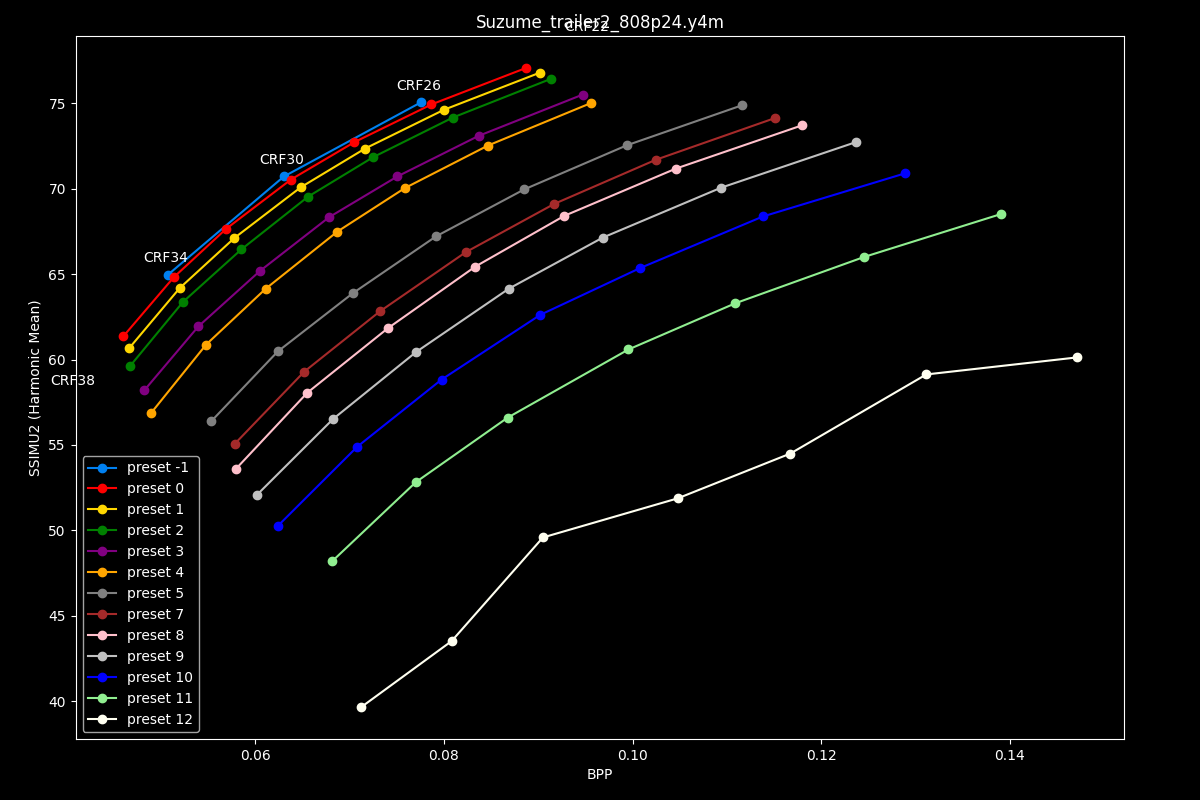 Suzume_trailer2_808p24.y4m
CRF22
CRF26
CRF30
CRF34
CRF38
75
70
65
60
55
50
45
40
SSIMU2 (Harmonic Mean)
preset -1
preset 0
preset 1
preset 2
preset 3
preset 4
preset 5
preset 7
preset 8
preset 9
preset 10
preset 11
preset 12
0.06 0.08 0.10 0.12 0.14
BPP